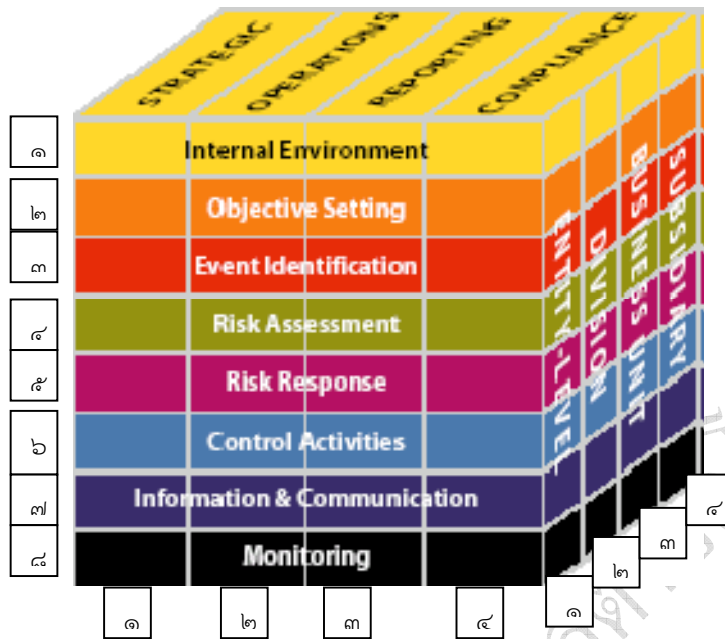 STRATEGIC
OPERATIONS
REPORTING
COMPLIANCE
๑ Internal Environment
๒ Objective Setting
๓ Event Identification
๔ Risk Assessment
๕ Risk Response
๖ Control Activities
๗ Information & Communication
๘ Monitoring
ENTITY-LEVEL
DIVISION
BUSINESS UNIT
SUBSIDIARY
๑ ๒ ๓ ๔
๑ ๒ ๓ ๔